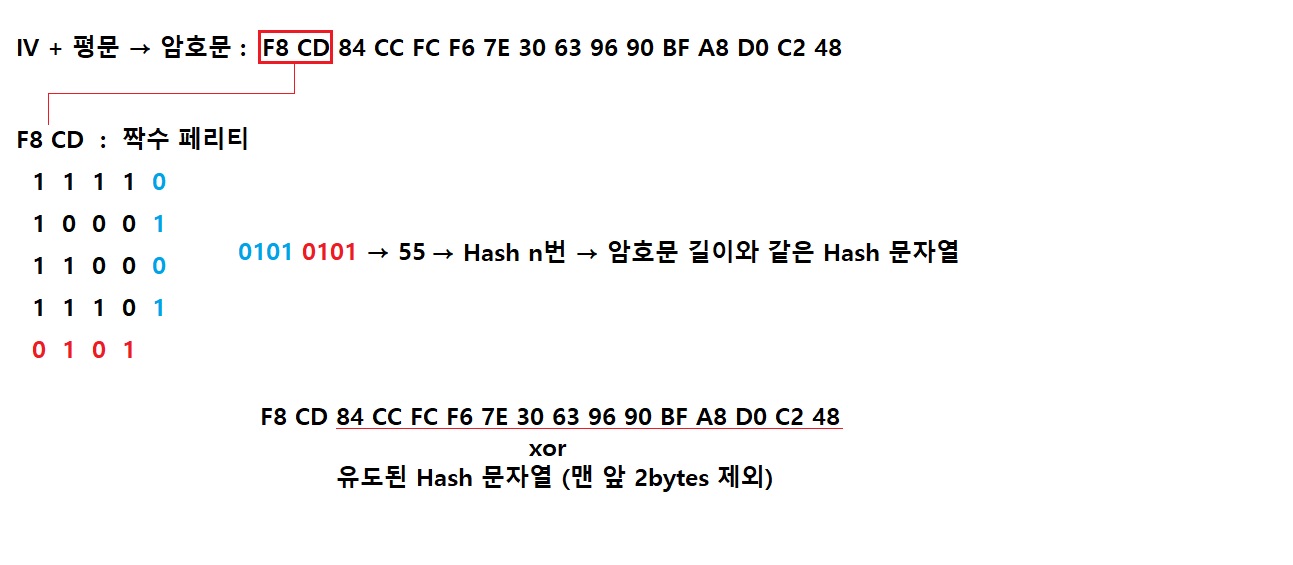 IV + 평문 → 암호문 : F8 CD 84 CC FC F6 7E 30 63 96 90 BF A8 D0 C2 48
F8 CD : 짝수 페리티
1 1 1 1 0
1 0 0 0 1
0101 0101 → 55 → Hash n번 → 암호문 길이와 같은 Hash 문자열
1 1 0 0 0
1 1 1 0 1
0 1 0 1
F8 CD 84 CC FC F6 7E 30 63 96 90 BF A8 D0 C2 48
xor
유도된 Hash 문자열 (맨 앞 2bytes 제외)